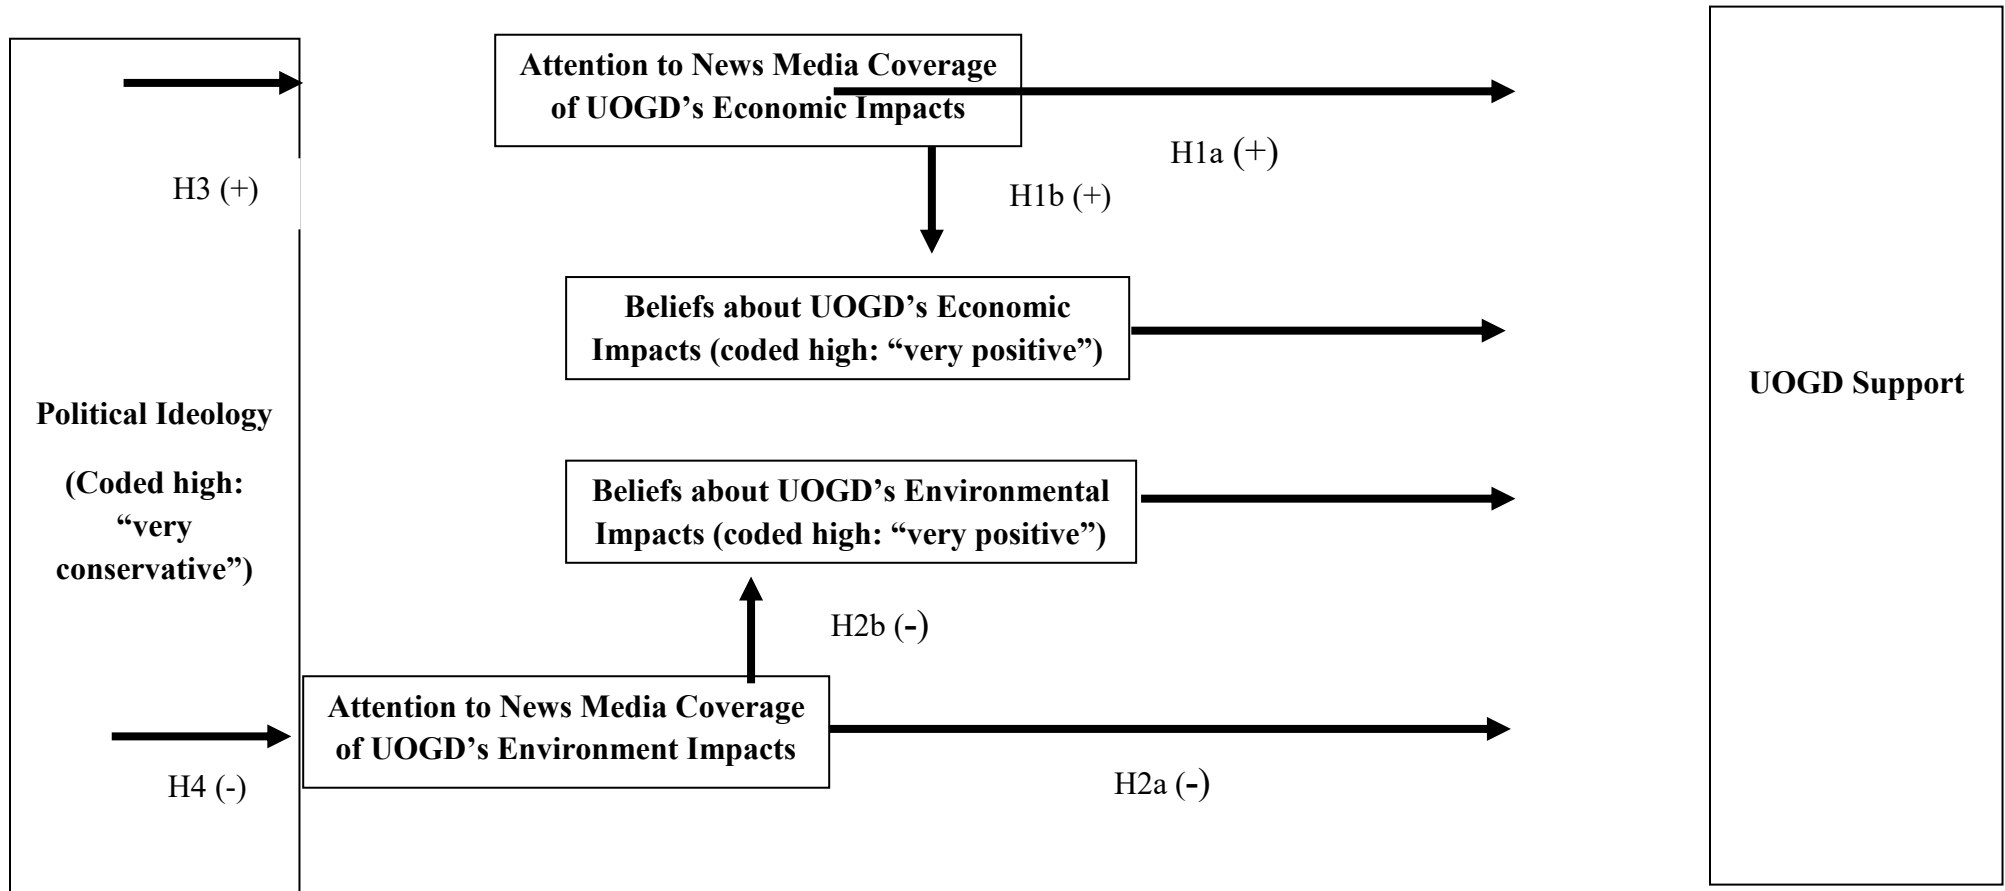 Attention to News Media Coverage
of UOGD’s Economic Impacts
H1a (+)
H3 (+)
H1b (+)
Beliefs about UOGD’s Economic
Impacts (coded high: “very positive”)
UOGD Support
Political Ideology
(Coded high:
“very
conservative”)
Beliefs about UOGD’s Environmental
Impacts (coded high: “very positive”)
H2b (-)
Attention to News Media Coverage
of UOGD’s Environment Impacts
H4 (-)
H2a (-)